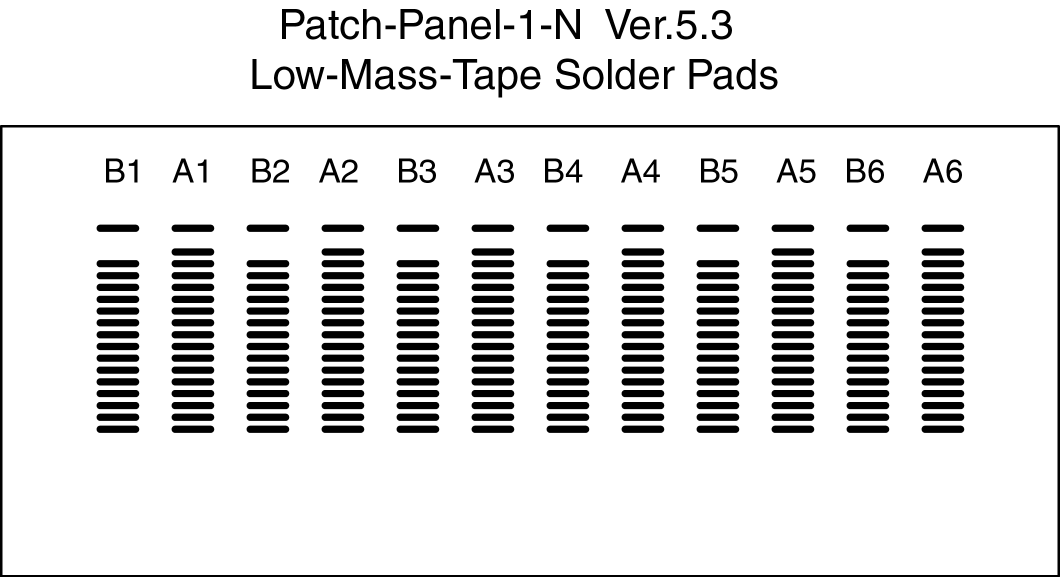 Patch-Panel-1-N  Ver.5.3
Low-Mass-Tape Solder Pads
B1 A1 B2 A2 B3 A3 B4 A4 B5 A5 B6 A6